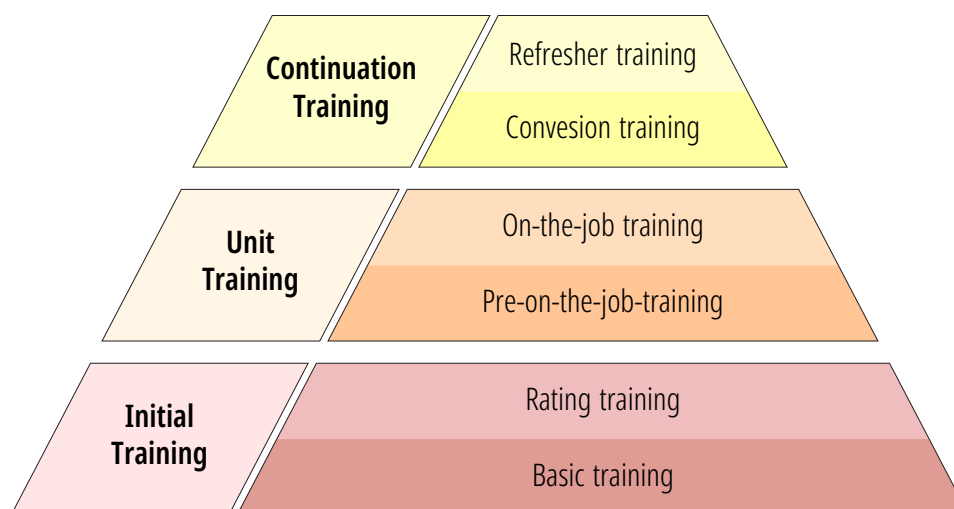 Continuation
Training
Refresher training
Convesion training
Unit
Training
On-the-job training
Pre-on-the-job-training
Initial
Training
Rating training
Basic training